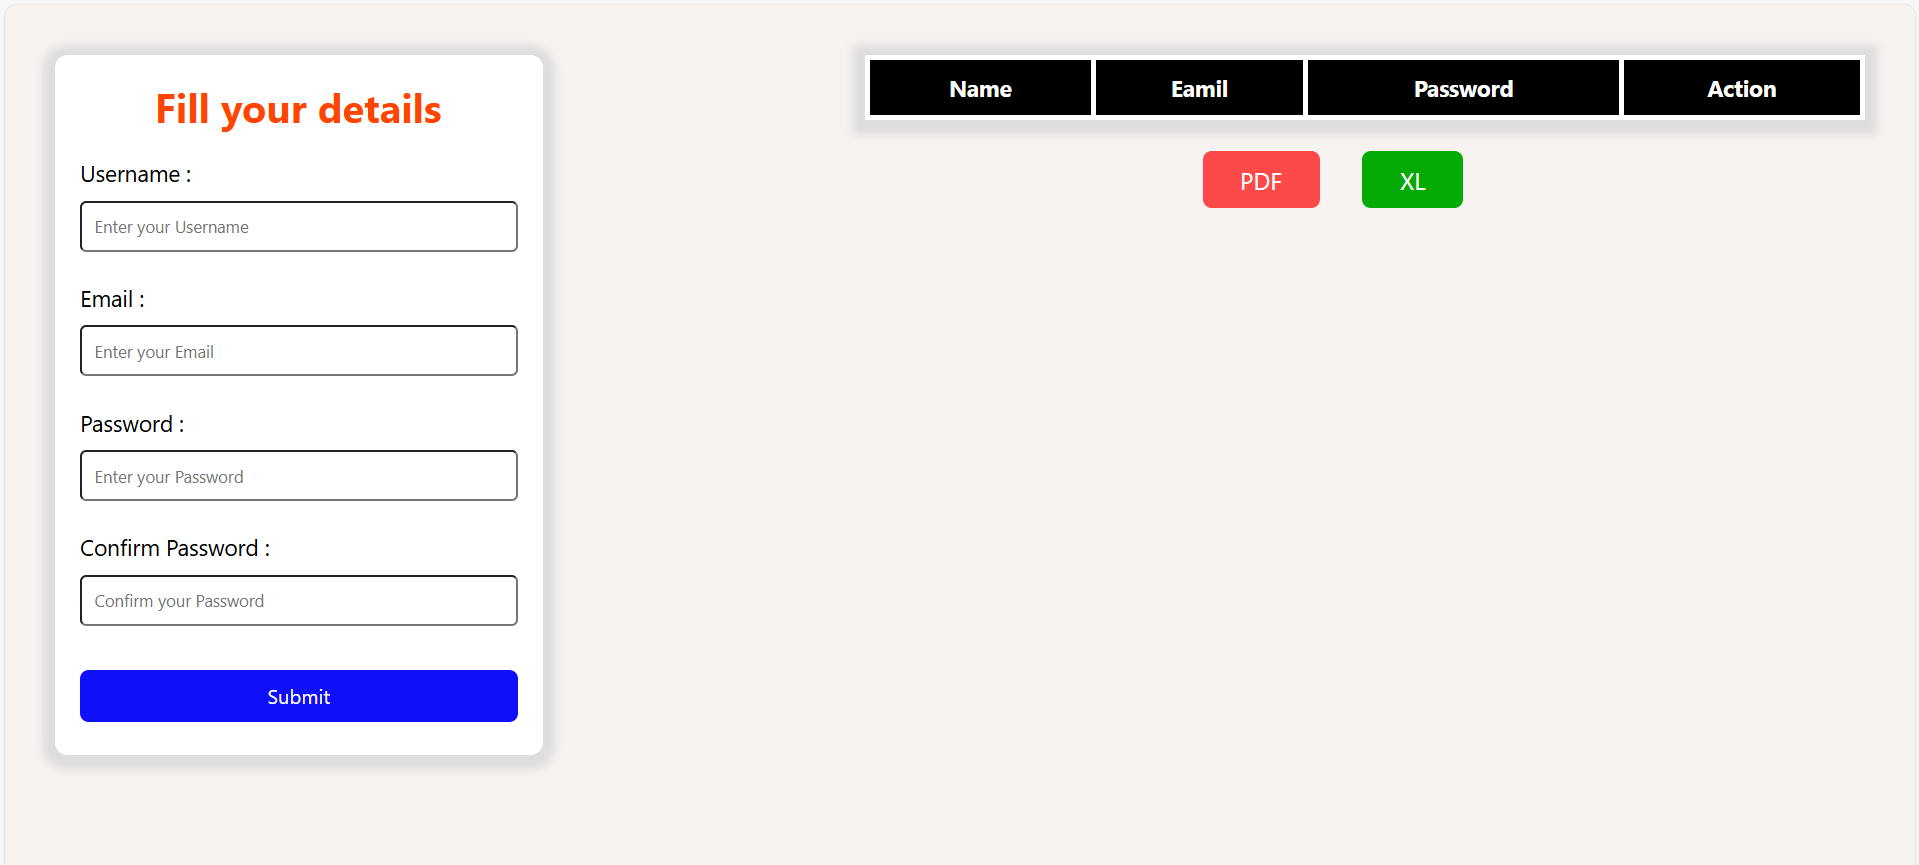 Fill your details
Username :
Enter your Username
Email :
Enter your Email
Password :
Enter your Password
Confirm Password :
Confirm your Password
Submit
Name Eamil Password Action
PDF XL